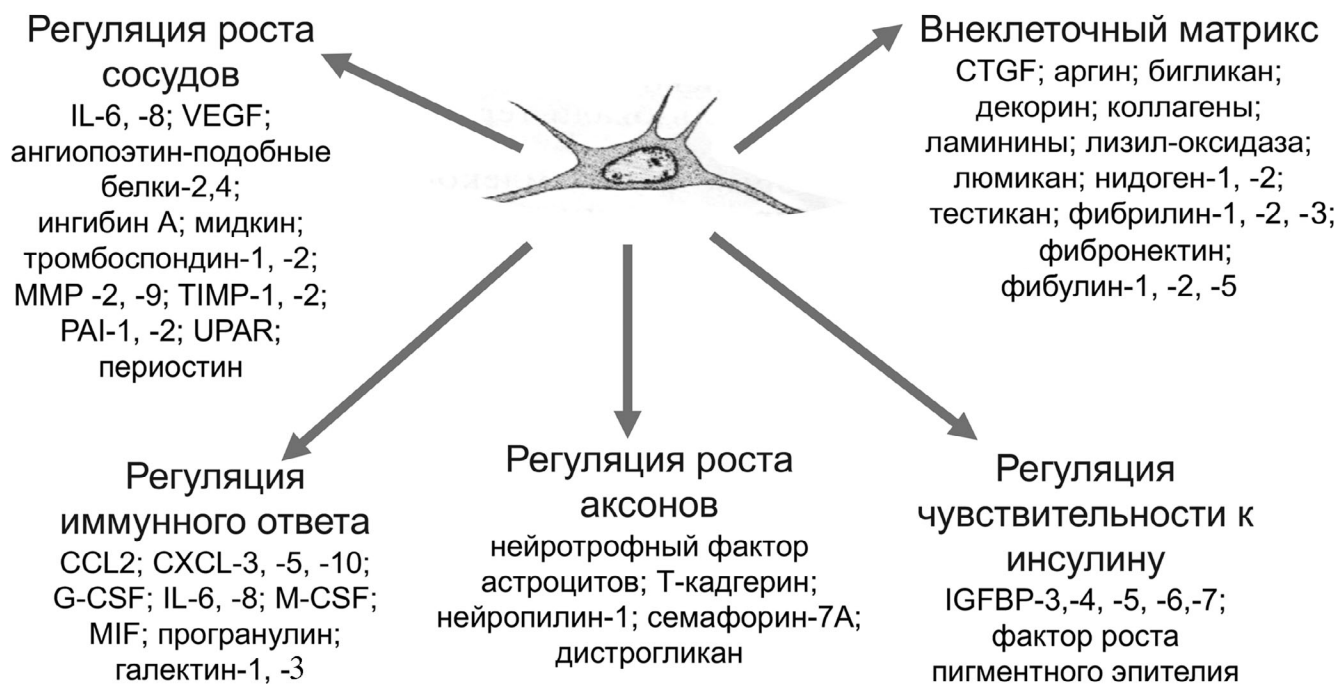 Регуляция роста
сосудов
IL-6, -8; VEGF;
ангиопоэтин-подобные
белки-2,4;
ингибин А; мидкин;
тромбоспондин-1, -2;
MMP -2, -9; TIMP-1, -2;
PAI-1, -2; UPAR;
периостин
Внеклеточный матрикс
CTGF; аргин; бигликан;
декорин; коллагены;
ламинины; лизил-оксидаза;
люмикан; нидоген-1, -2;
тестикан; фибрилин-1, -2, -3;
фибронектин;
фибулин-1, -2, -5
Регуляция
иммунного ответа
CCL2; CXCL-3, -5, -10;
G-CSF; IL-6, -8; M-CSF;
MIF; програнулин;
галектин-1, -3
Регуляция роста
аксонов
нейротрофный фактор
астроцитов; Т-кадгерин;
нейропилин-1; семафорин-7А;
дистрогликан
Регуляция
чувствительности к
инсулину
IGFBP-3,-4, -5, -6,-7;
фактор роста
пигментного эпителия